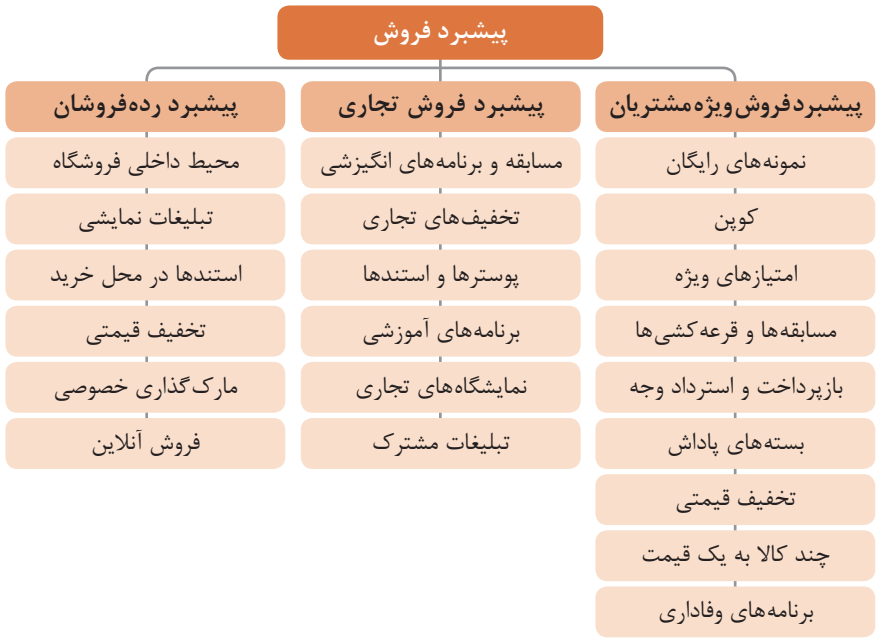 پیشبرد فروش
پیشبرد فروش ویژه مشتریان
نمونه‌های رایگان
کوپن
امتیازهای ویژه
مسابقه‌ها و قرعه‌کشی‌ها
بازپرداخت و استرداد وجه
بسته‌های پاداش
تخفیف قیمتی
چند کالا به یک قیمت
برنامه‌های وفاداری
پیشبرد فروش تجاری
مسابقه و برنامه‌های انگیزشی
تخفیف‌های تجاری
پوسترها و استندها
برنامه‌های آموزشی
نمایشگاه‌های تجاری
تبلیغات مشترک
پیشبرد رده‌فروشان
محیط داخلی فروشگاه
تبلیغات نمایشی
استندها در محل خرید
تخفیف قیمتی
مارک‌گذاری خصوصی
فروش آنلاین